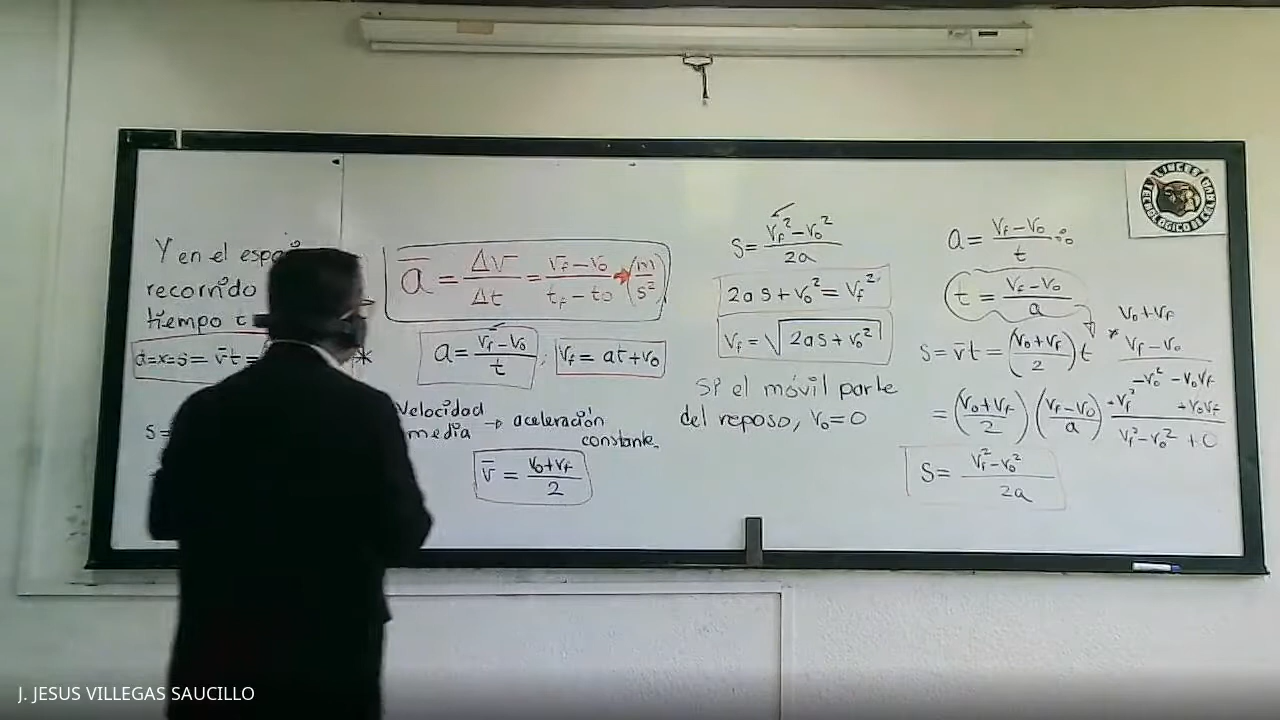 Y en el
recorrido
tiempo
d=x=s= v̄t=
s=
a̅ = Δv/Δt = (vf-v0)/(tf-t0) → (m/s²)
a= (vf-v0)/t ; vf = at+v0
*
Velocidad
media → aceleración
constante.
v̅ = (v0+vf)/2
s= (vf²-v0²)/2a
2as+v0²=vf²
vf=√(2as+v0²)
Si el móvil parte
del reposo, v0=0
a= (vf-v0)/t ∴
t = (vf-v0)/a
s= v̅t=((v0+vf)/2)t
=((v0+vf)/2)((vf-v0)/a)
s= (vf²-v0²)/2a
v0+vf
* vf-v0
-v0²-v0vf
+vf² +v0vf
vf²-v0²+0
LINCES
J. JESUS VILLEGAS SAUCILLO